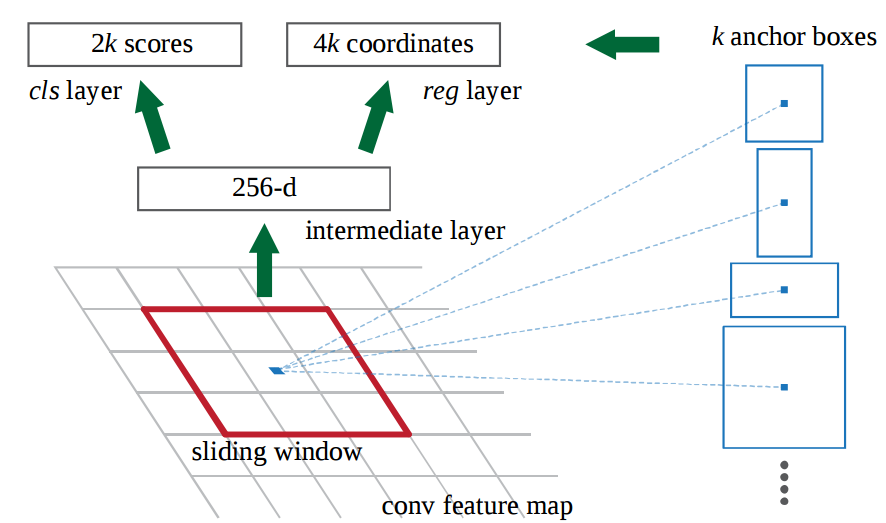 2k scores
4k coordinates
k anchor boxes
cls layer
reg layer
256-d
intermediate layer
sliding window
conv feature map